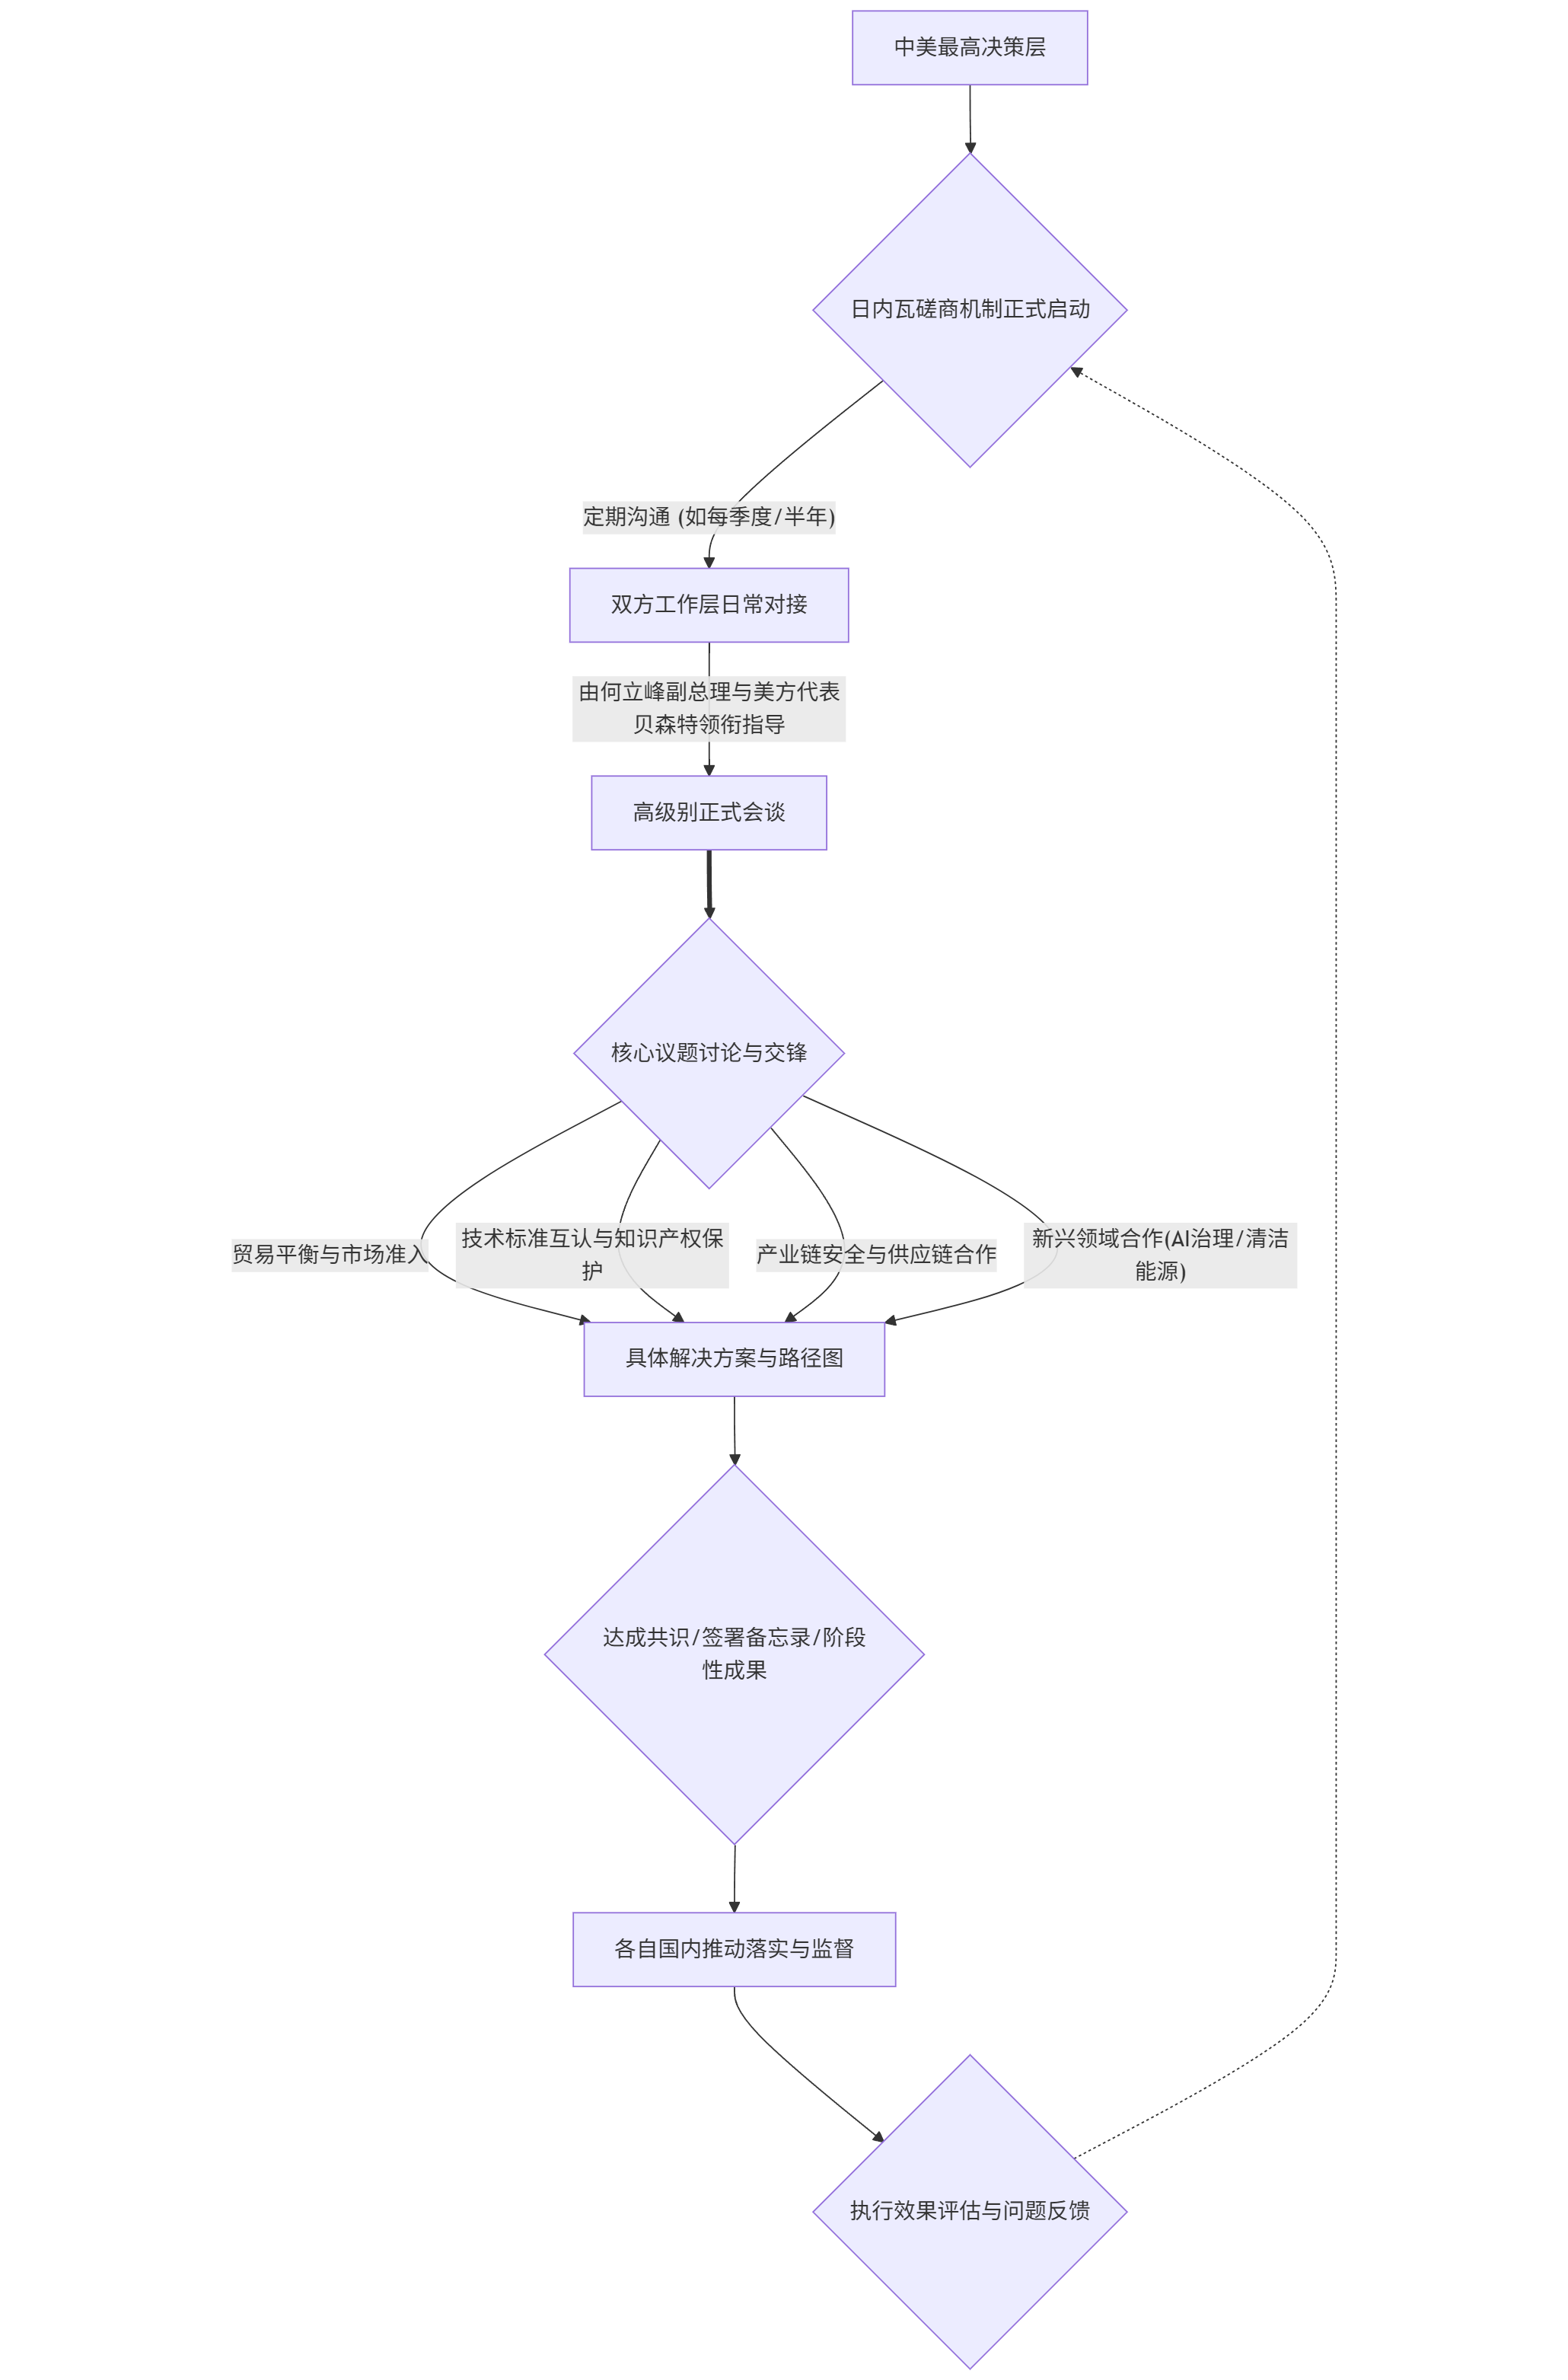 中美最高决策层
日内瓦磋商机制正式启动
定期沟通 (如每季度/半年)
双方工作层日常对接
由何立峰副总理与美方代表
贝森特领衔指导
高级别正式会谈
核心议题讨论与交锋
贸易平衡与市场准入
技术标准互认与知识产权保
护
产业链安全与供应链合作
新兴领域合作(AI治理/清洁
能源)
具体解决方案与路径图
达成共识/签署备忘录/阶段
性成果
各自国内推动落实与监督
执行效果评估与问题反馈